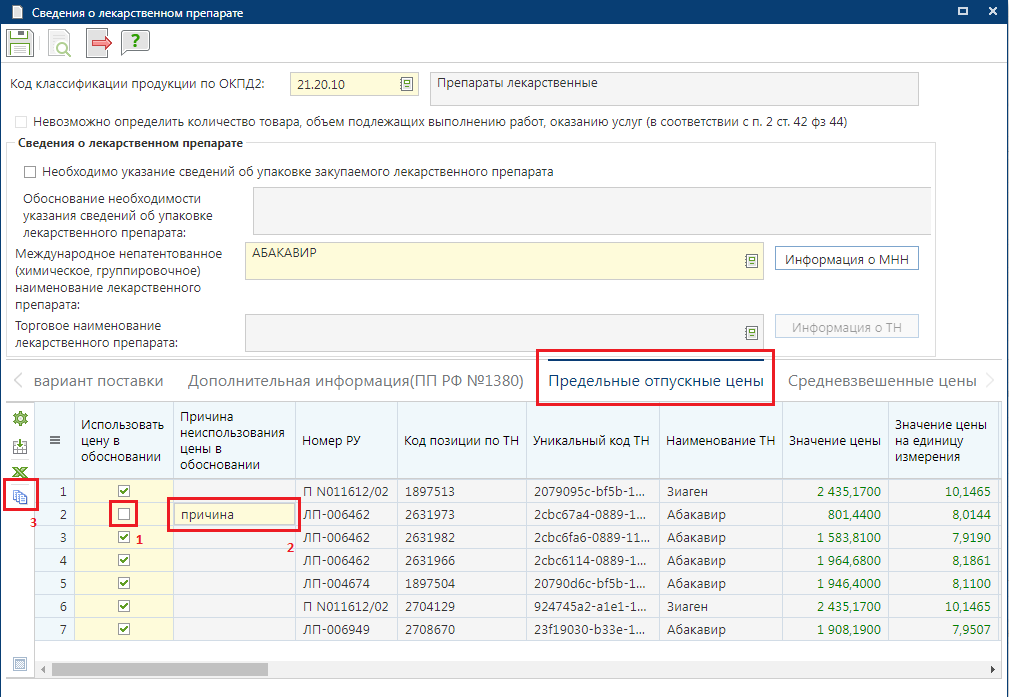 Сведения о лекарственном препарате
?
Код классификации продукции по ОКПД2:
21.20.10
Препараты лекарственные
Невозможно определить количество товара, объем подлежащих выполнению работ, оказанию услуг (в соответствии с п. 2 ст. 42 фз 44)
Сведения о лекарственном препарате
Необходимо указание сведений об упаковке закупаемого лекарственного препарата
Обоснование необходимости
указания сведений об упаковке
лекарственного препарата:
Международное непатентованное
(химическое, группировочное)
наименование лекарственного
препарата:
АБАКАВИР
Информация о МНН
Торговое наименование
лекарственного препарата:
Информация о ТН
вариант поставки
Дополнительная информация(ПП РФ №1380)
Предельные отпускные цены
Средневзвешенные цены
Использовать
цену в
обосновании
Причина
неиспользования
цены в
обосновании
Номер РУ
Код позиции по ТН
Уникальный код ТН
Наименование ТН
Значение цены
Значение цены
на единицу
измерения
1 П N011612/02 1897513 2079095c-bf5b-1... Зиаген 2 435,1700 10,1465
2 причина ЛП-006462 2631973 2cbc67a4-0889-1... Абакавир 801,4400 8,0144
3 ЛП-006462 2631982 2cbc6fa6-0889-11... Абакавир 1 583,8100 7,9190
4 ЛП-006462 2631966 2cbc6114-0889-1... Абакавир 1 964,6800 8,1861
5 ЛП-004674 1897504 20790d6c-bf5b-1... Абакавир 1 946,4000 8,1100
6 П N011612/02 2704129 924745a2-a1e1-1... Зиаген 2 435,1700 10,1465
7 ЛП-006949 2708670 23f19030-b33e-1... Абакавир 1 908,1900 7,9507
1
2
3